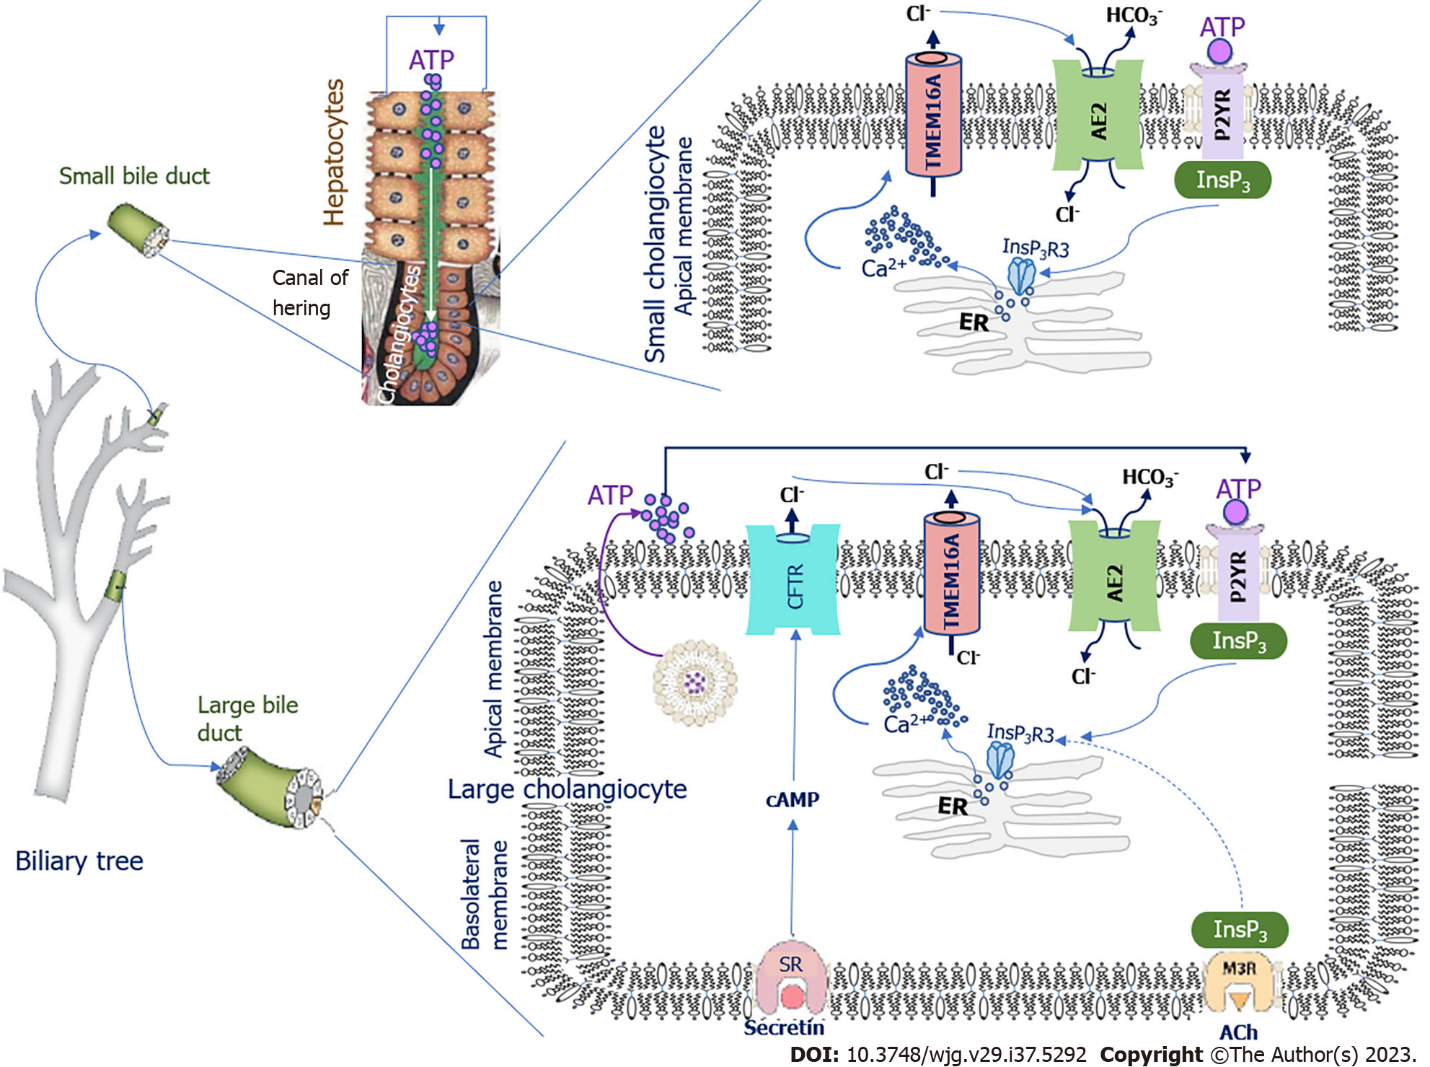 ATP
Hepatocytes
Small bile duct
Canal of
hering
Cholangiocytes
Small cholangiocyte
Apical membrane
Cl-
HCO3-
ATP
TMEM16A
AE2
P2YR
InsP3
Cl-
Ca2+
InsP3R3
ER
Biliary tree
Large bile
duct
ATP
Cl-
Cl-
HCO3-
ATP
CFTR
TMEM16A
AE2
P2YR
InsP3
Cl-
Cl-
Ca2+
InsP3R3
ER
Apical membrane
Large cholangiocyte
cAMP
Basolateral
membrane
InsP3
SR
M3R
Secretin
ACh
DOI: 10.3748/wjg.v29.i37.5292 Copyright ©The Author(s) 2023.